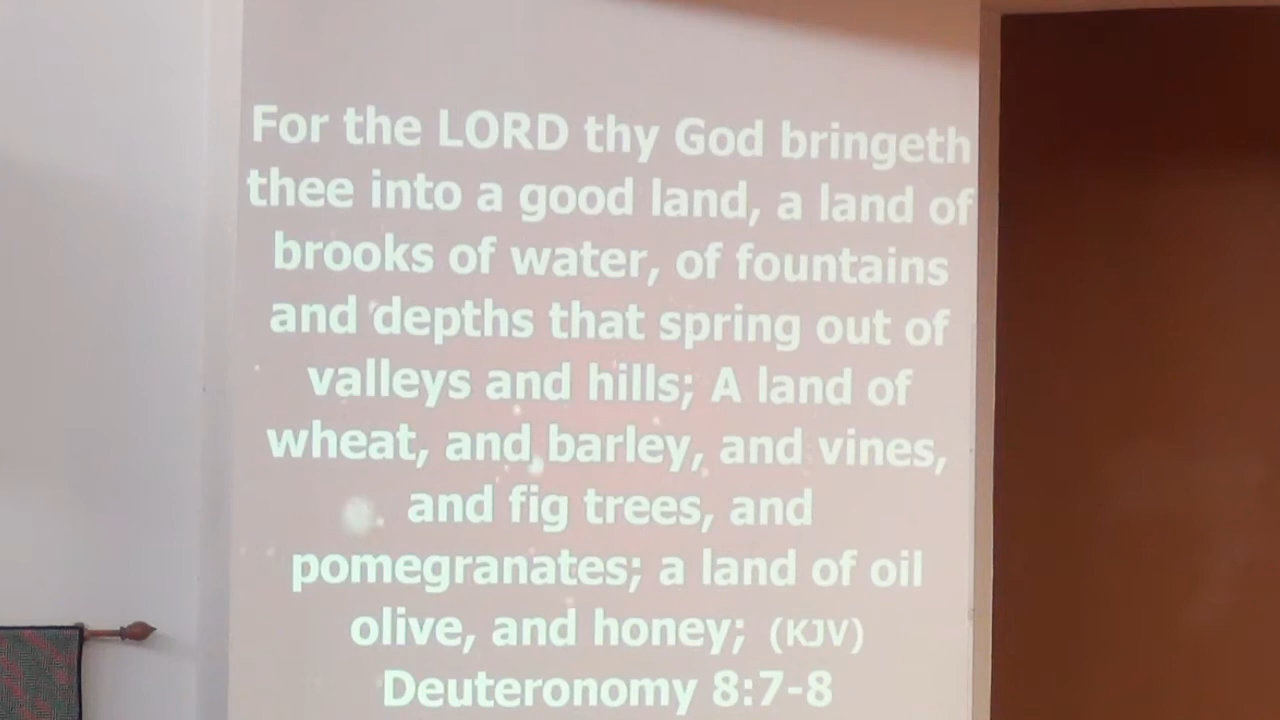 For the LORD thy God bringeth
thee into a good land, a land of
brooks of water, of fountains
and depths that spring out of
valleys and hills; A land of
wheat, and barley, and vines,
and fig trees, and
pomegranates; a land of oil
olive, and honey; (KJV)
Deuteronomy 8:7-8